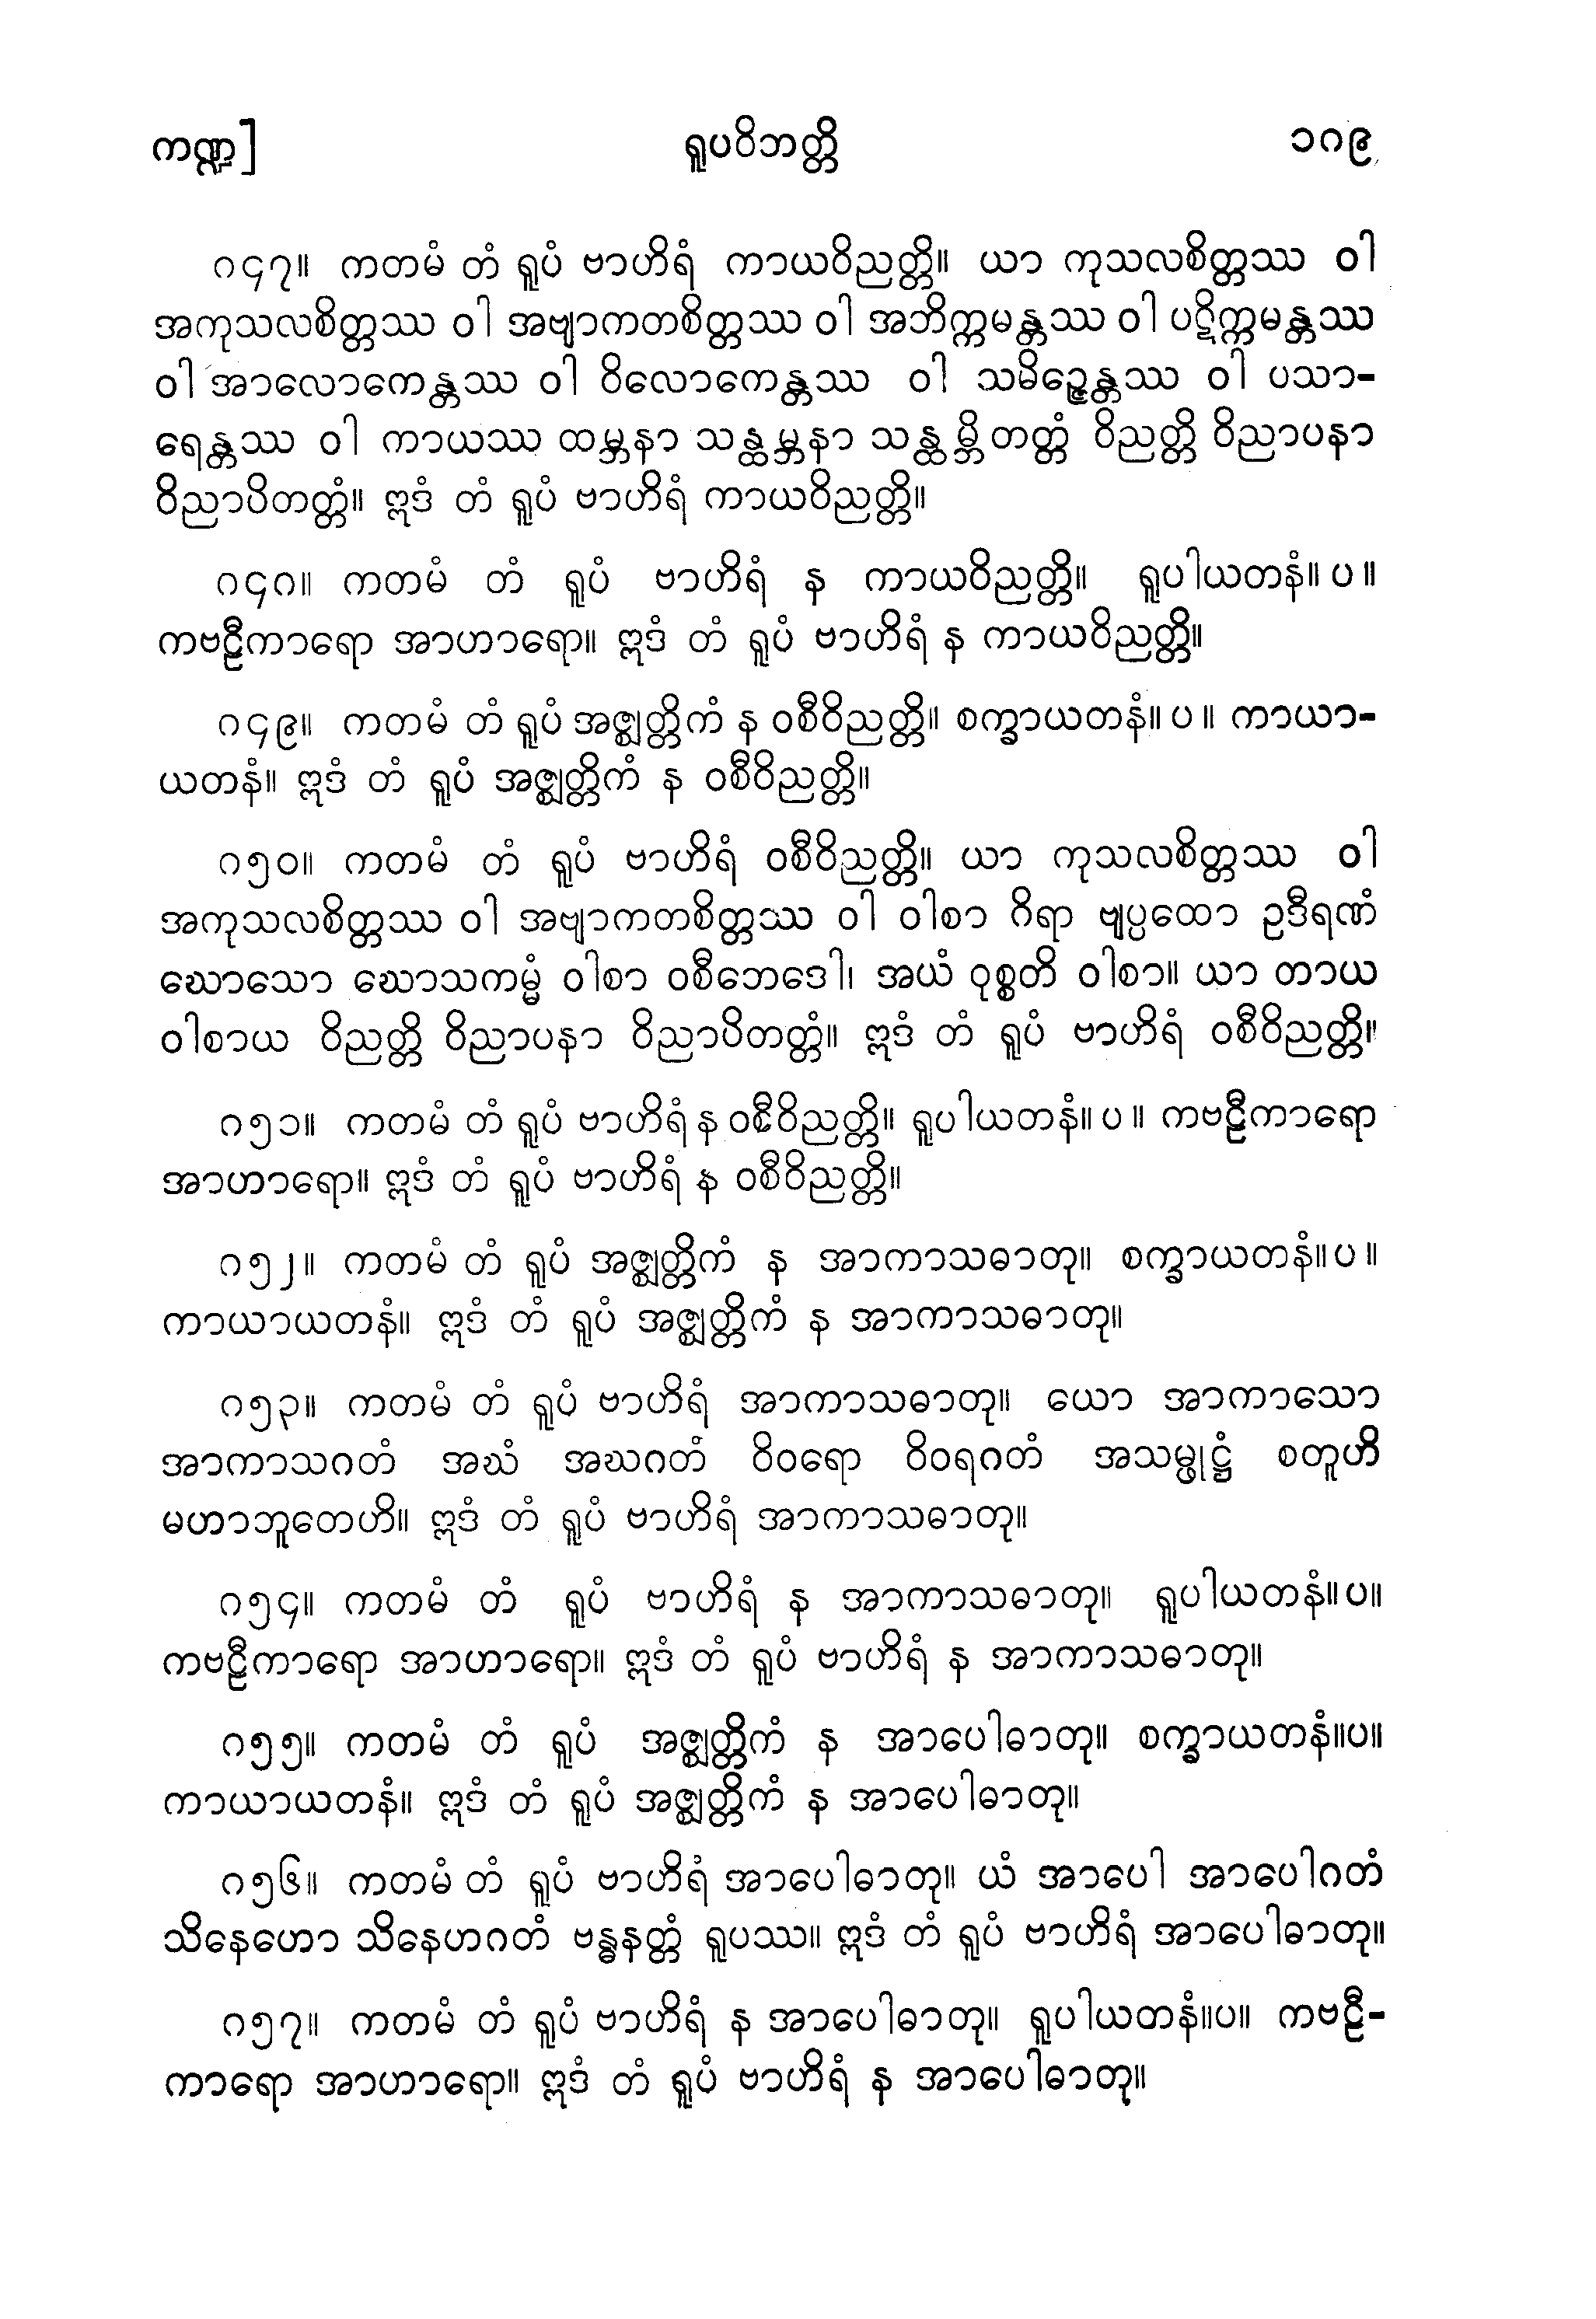 ကဏ္ဍ] ရူပဝိဘတ္တိ ၁၈၉
၈၄၇။ ကတမံ တံ ရူပံ ဗာဟိရံ ကာယဝိညတ္တိ။ ယာ ကုသလစိတ္တဿ ဝါ
အကုသလစိတ္တဿ ဝါ အဗျာကတစိတ္တဿ ဝါ အဘိက္ကမန္တဿ ဝါ ပဋိက္ကမန္တဿ
ဝါ အာလောကေန္တဿ ဝါ ဝိလောကေန္တဿ ဝါ သမိဉ္ဇေန္တဿ ဝါ ပသာ-
ရေန္တဿ ဝါ ကာယဿ ထမ္ဘနာ သန္ထမ္ဘနာ သန္ထမ္ဘိတတ္တံ ဝိညတ္တိ ဝိညာပနာ
ဝိညာပိတတ္တံ။ ဣဒံ တံ ရူပံ ဗာဟိရံ ကာယဝိညတ္တိ။
၈၄၈။ ကတမံ တံ ရူပံ ဗာဟိရံ န ကာယဝိညတ္တိ။ ရူပါယတနံ။ ပ ။
ကဗဠီကာရော အာဟာရော။ ဣဒံ တံ ရူပံ ဗာဟိရံ န ကာယဝိညတ္တိ။
၈၄၉။ ကတမံ တံ ရူပံ အဇ္ဈတ္တိကံ န ဝစီဝိညတ္တိ။ စက္ခာယတနံ။ ပ ။ ကာယာ-
ယတနံ။ ဣဒံ တံ ရူပံ အဇ္ဈတ္တိကံ န ဝစီဝိညတ္တိ။
၈၅၀။ ကတမံ တံ ရူပံ ဗာဟိရံ ဝစီဝိညတ္တိ။ ယာ ကုသလစိတ္တဿ ဝါ
အကုသလစိတ္တဿ ဝါ အဗျာကတစိတ္တဿ ဝါ ဝါစာ ဂိရာ ဗျပ္ပထော ဥဒီရဏံ
ဃောသော ဃောသကမ္မံ ဝါစာ ဝစီဘေဒေါ၊ အယံ ဝုစ္စတိ ဝါစာ။ ယာ တာယ
ဝါစာယ ဝိညတ္တိ ဝိညာပနာ ဝိညာပိတတ္တံ။ ဣဒံ တံ ရူပံ ဗာဟိရံ ဝစီဝိညတ္တိ။
၈၅၁။ ကတမံ တံ ရူပံ ဗာဟိရံ န ဝစီဝိညတ္တိ။ ရူပါယတနံ။ ပ ။ ကဗဠီကာရော
အာဟာရော။ ဣဒံ တံ ရူပံ ဗာဟိရံ န ဝစီဝိညတ္တိ။
၈၅၂။ ကတမံ တံ ရူပံ အဇ္ဈတ္တိကံ န အာကာသဓာတု။ စက္ခာယတနံ။ ပ ။
ကာယာယတနံ။ ဣဒံ တံ ရူပံ အဇ္ဈတ္တိကံ န အာကာသဓာတု။
၈၅၃။ ကတမံ တံ ရူပံ ဗာဟိရံ အာကာသဓာတု။ ယော အာကာသော
အာကာသဂတံ အဃံ အဃဂတံ ဝိဝရော ဝိဝရဂတံ အသမ္ဖုဋ္ဌံ စတူဟိ
မဟာဘူတေဟိ။ ဣဒံ တံ ရူပံ ဗာဟိရံ အာကာသဓာတု။
၈၅၄။ ကတမံ တံ ရူပံ ဗာဟိရံ န အာကာသဓာတု။ ရူပါယတနံ။ ပ။
ကဗဠီကာရော အာဟာရော။ ဣဒံ တံ ရူပံ ဗာဟိရံ န အာကာသဓာတု။
၈၅၅။ ကတမံ တံ ရူပံ အဇ္ဈတ္တိကံ န အာပေါဓာတု။ စက္ခာယတနံ။ပ။
ကာယာယတနံ။ ဣဒံ တံ ရူပံ အဇ္ဈတ္တိကံ န အာပေါဓာတု။
၈၅၆။ ကတမံ တံ ရူပံ ဗာဟိရံ အာပေါဓာတု။ ယံ အာပေါ အာပေါဂတံ
သိနေဟော သိနေဟဂတံ ဗန္ဓနတ္တံ ရူပဿ။ ဣဒံ တံ ရူပံ ဗာဟိရံ အာပေါဓာတု။
၈၅၇။ ကတမံ တံ ရူပံ ဗာဟိရံ န အာပေါဓာတု။ ရူပါယတနံ။ပ။ ကဗဠီ-
ကာရော အာဟာရော။ ဣဒံ တံ ရူပံ ဗာဟိရံ န အာပေါဓာတု။